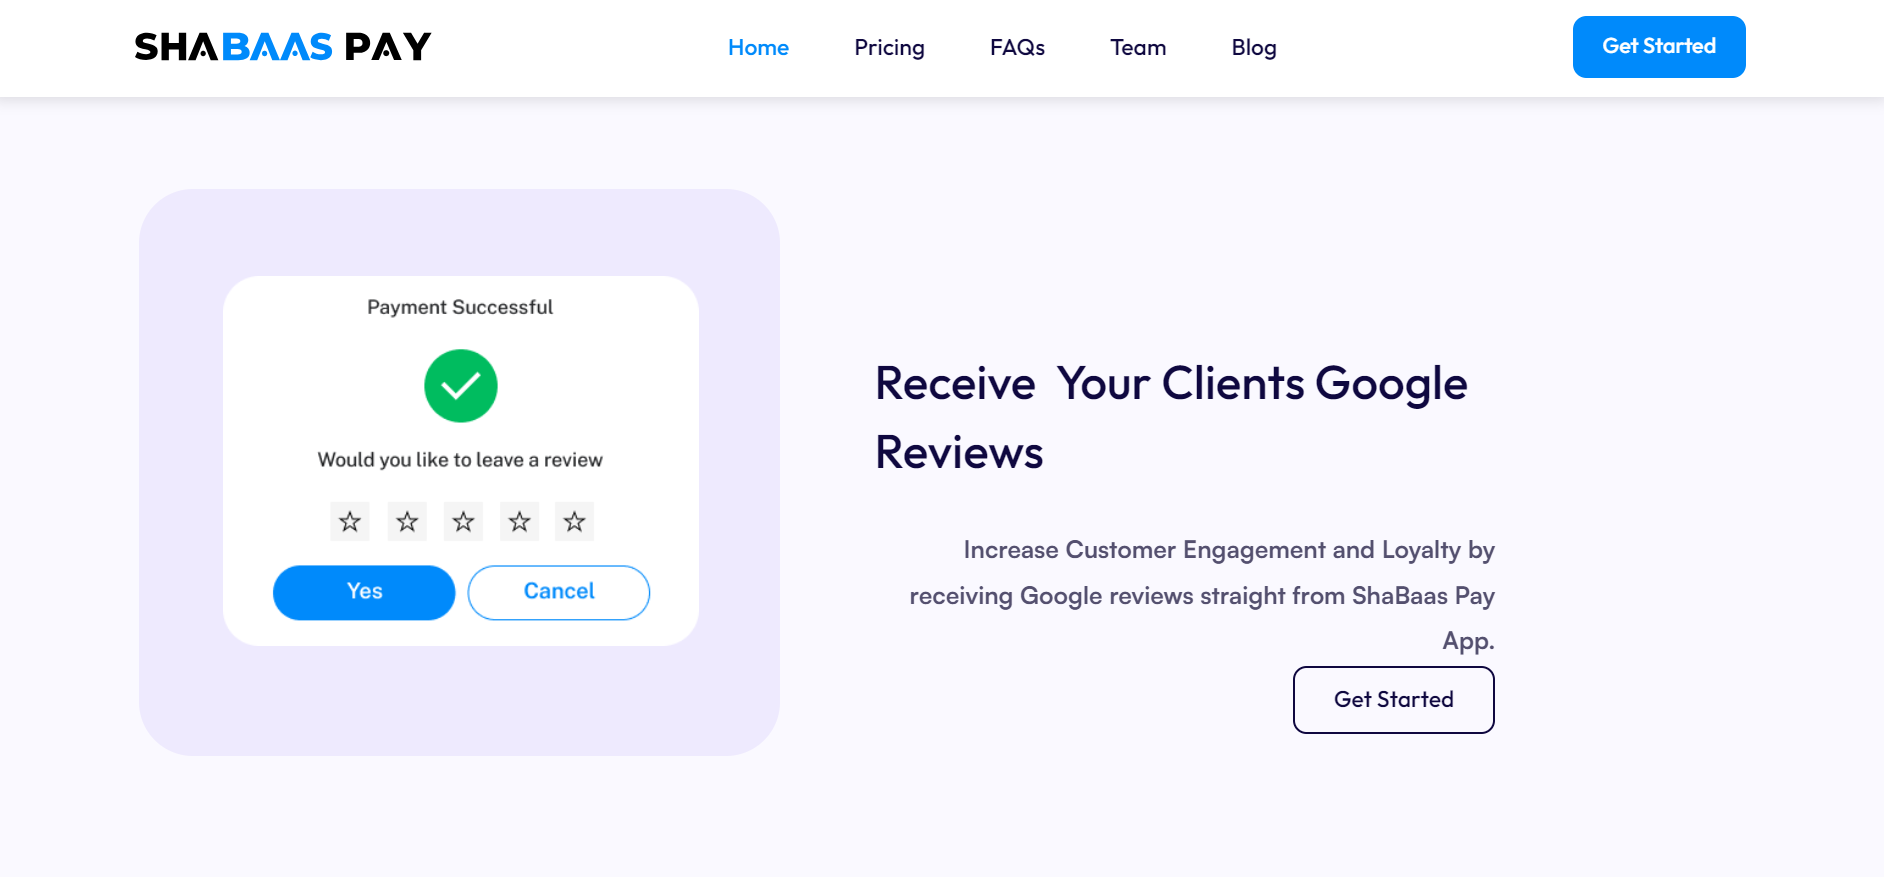 SHABAAS PAY
Home
Pricing
FAQs
Team
Blog
Get Started
Payment Successful
Would you like to leave a review
Yes
Cancel
Receive  Your Clients Google
Reviews
Increase Customer Engagement and Loyalty by
receiving Google reviews straight from ShaBaas Pay
App.
Get Started